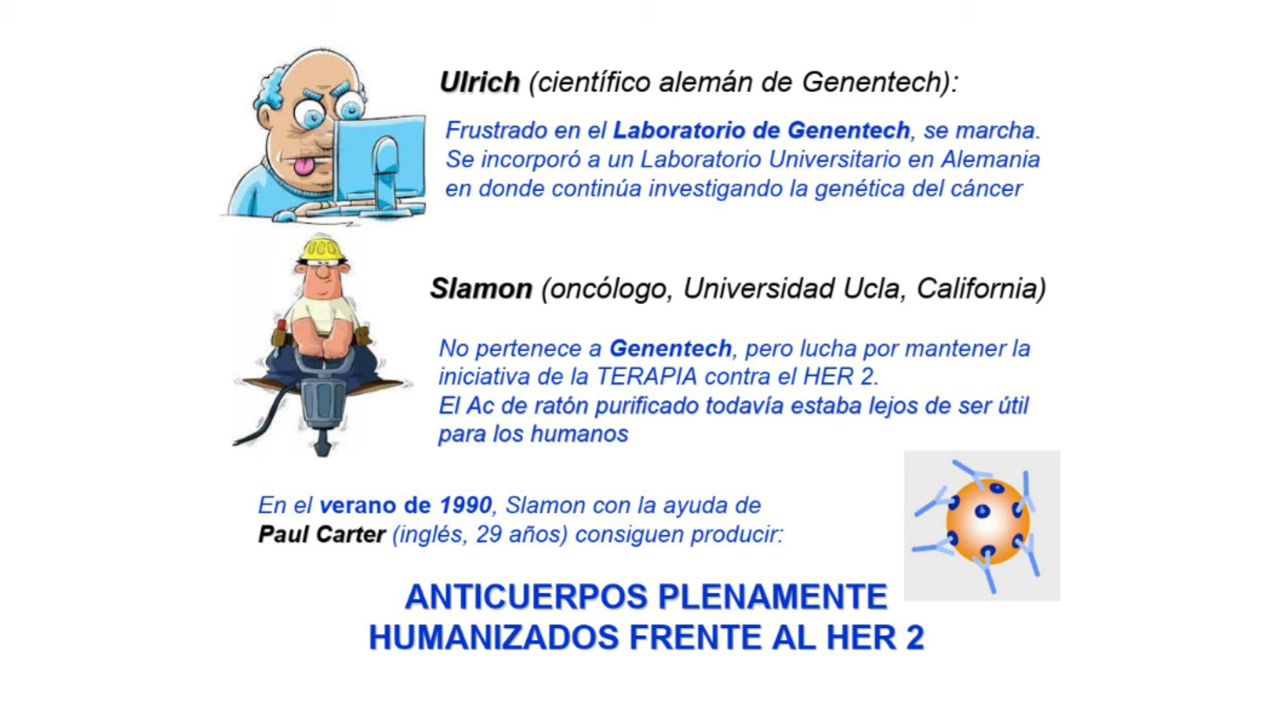 Ulrich (científico alemán de Genentech):
Frustrado en el Laboratorio de Genentech, se marcha.
Se incorporó a un Laboratorio Universitario en Alemania
en donde continúa investigando la genética del cáncer
Slamon (oncólogo, Universidad Ucla, California)
No pertenece a Genentech, pero lucha por mantener la
iniciativa de la TERAPIA contra el HER 2.
El Ac de ratón purificado todavía estaba lejos de ser útil
para los humanos
En el verano de 1990, Slamon con la ayuda de
Paul Carter (inglés, 29 años) consiguen producir:
ANTICUERPOS PLENAMENTE
HUMANIZADOS FRENTE AL HER 2